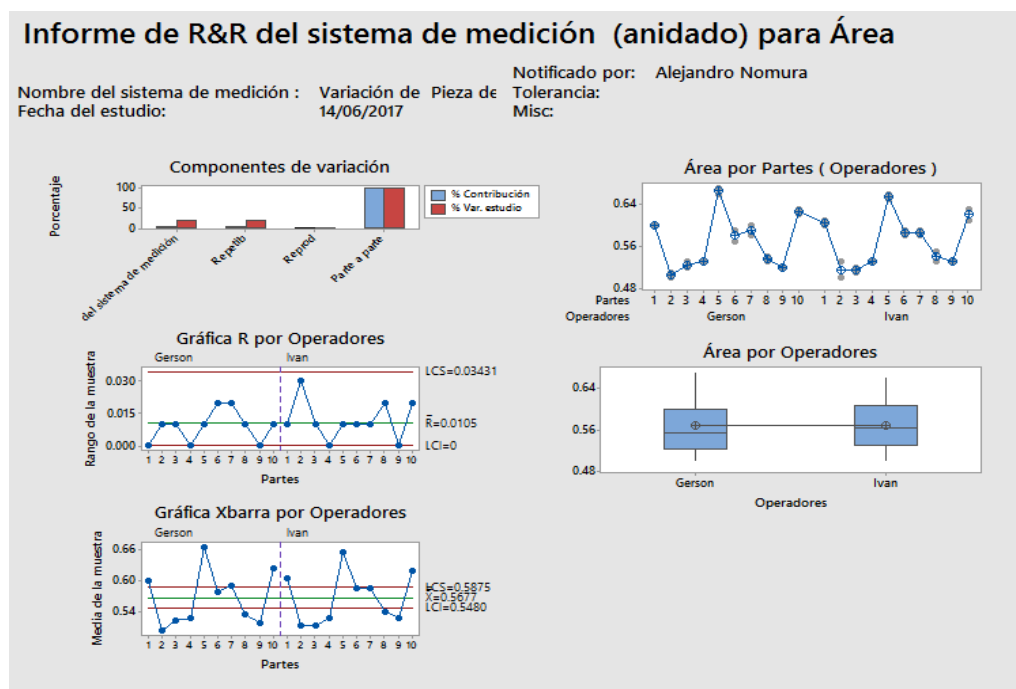 Informe de R&R del sistema de medición (anidado) para Área
Notificado por: Alejandro Nomura
Nombre del sistema de medición : Variación de Pieza de Tolerancia:
Fecha del estudio: 14/06/2017 Misc:
Componentes de variación
Porcentaje
100
50
0
% Contribución
% Var. estudio
del sistema de medición
Repetib
Reprod
Parte a parte
Gráfica R por Operadores
Gerson Ivan
Rango de la muestra
0.030
0.015
0.000
LCS=0.03431
R̄=0.0105
LCI=0
1 2 3 4 5 6 7 8 9 10 1 2 3 4 5 6 7 8 9 10
Partes
Gráfica Xbarra por Operadores
Gerson Ivan
Media de la muestra
0.66
0.60
0.54
LCS=0.5875
X̿=0.5677
LCI=0.5480
1 2 3 4 5 6 7 8 9 10 1 2 3 4 5 6 7 8 9 10
Partes
Área por Partes ( Operadores )
0.64
0.56
0.48
Partes 1 2 3 4 5 6 7 8 9 10 1 2 3 4 5 6 7 8 9 10
Operadores Gerson Ivan
Área por Operadores
0.64
0.56
0.48
Gerson Ivan
Operadores